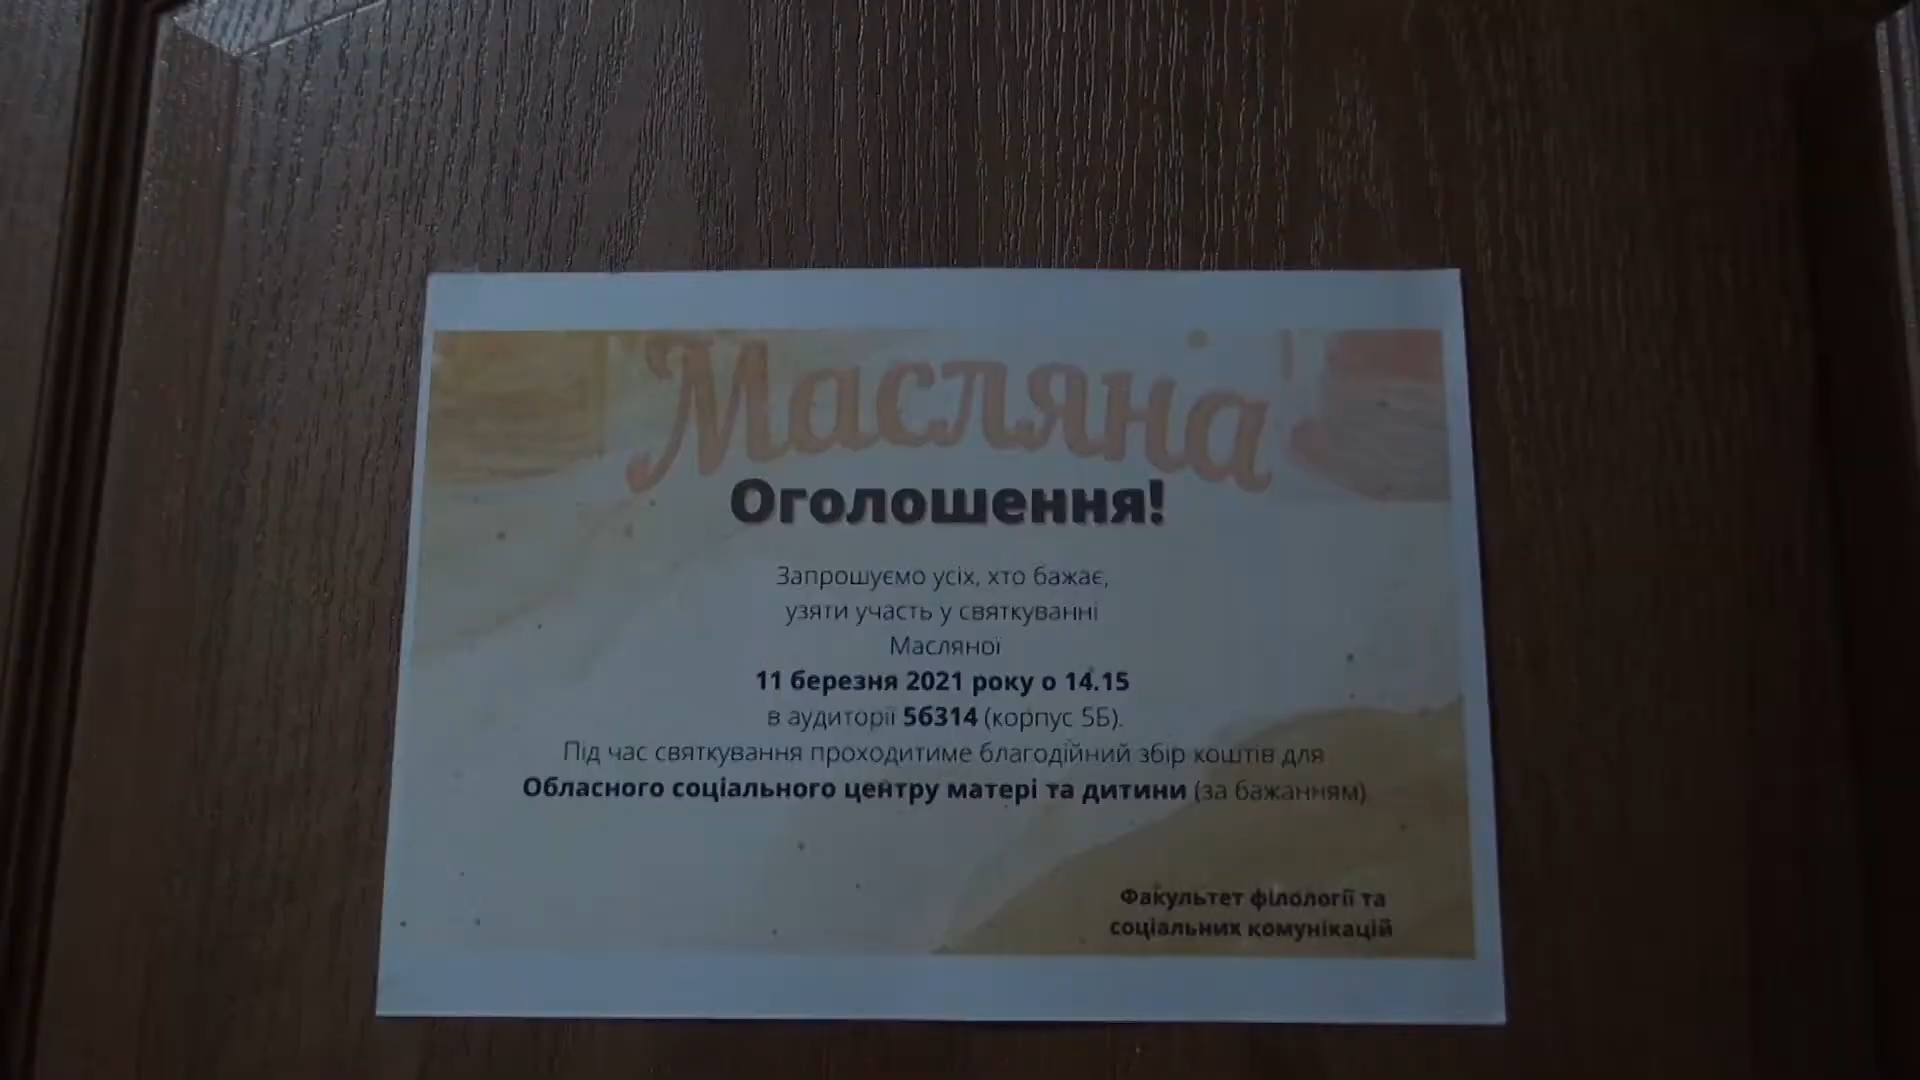 Масляна
Оголошення!
Запрошуємо усіх, хто бажає,
узяти участь у святкуванні
Масляної
11 березня 2021 року о 14.15
в аудиторії 5б314 (корпус 5Б).
Під час святкування проходитиме благодійний збір коштів для
Обласного соціального центру матері та дитини (за бажанням)
Факультет філології та
соціальних комунікацій